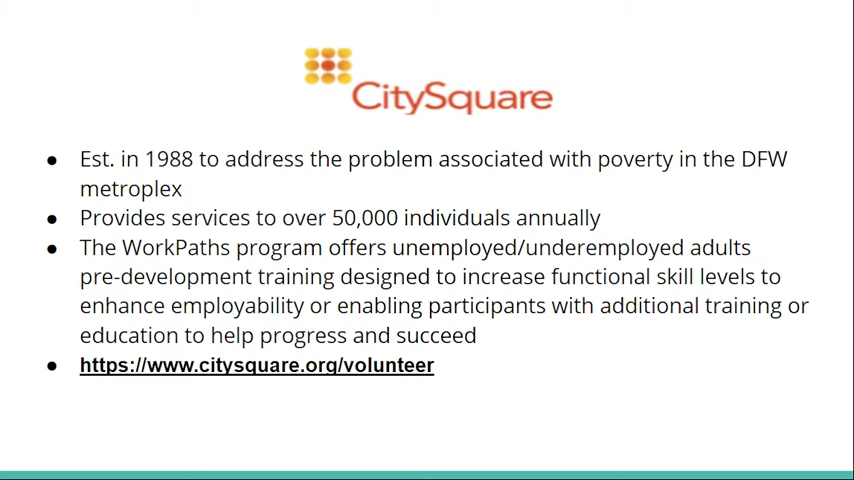 CitySquare
● Est. in 1988 to address the problem associated with poverty in the DFW
metroplex
● Provides services to over 50,000 individuals annually
● The WorkPaths program offers unemployed/underemployed adults
pre-development training designed to increase functional skill levels to
enhance employability or enabling participants with additional training or
education to help progress and succeed
● https://www.citysquare.org/volunteer